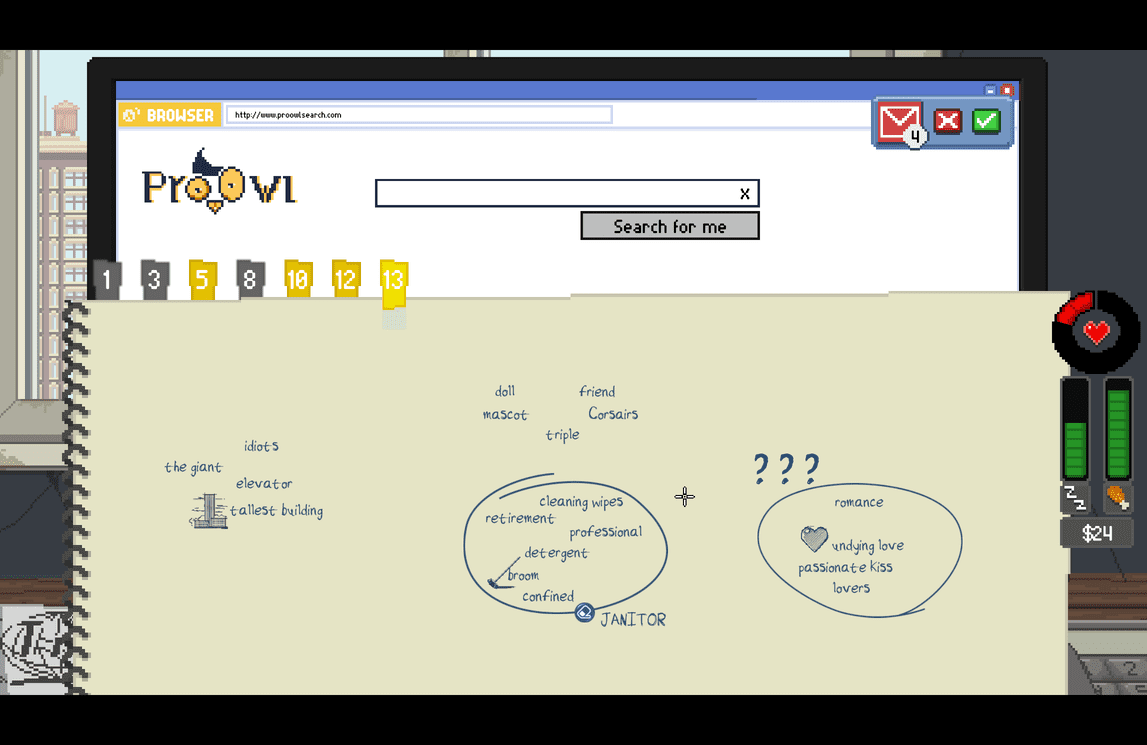 BROWSER
http://www.proowlsearch.com
4
PrOOwl
X
Search for me
1 3 5 8 10 12 13
doll friend
mascot Corsairs
triple
idiots
the giant
elevator
tallest building
cleaning wipes
retirement
professional
detergent
broom
confined
JANITOR
???
romance
undying love
passionate kiss
lovers
$24